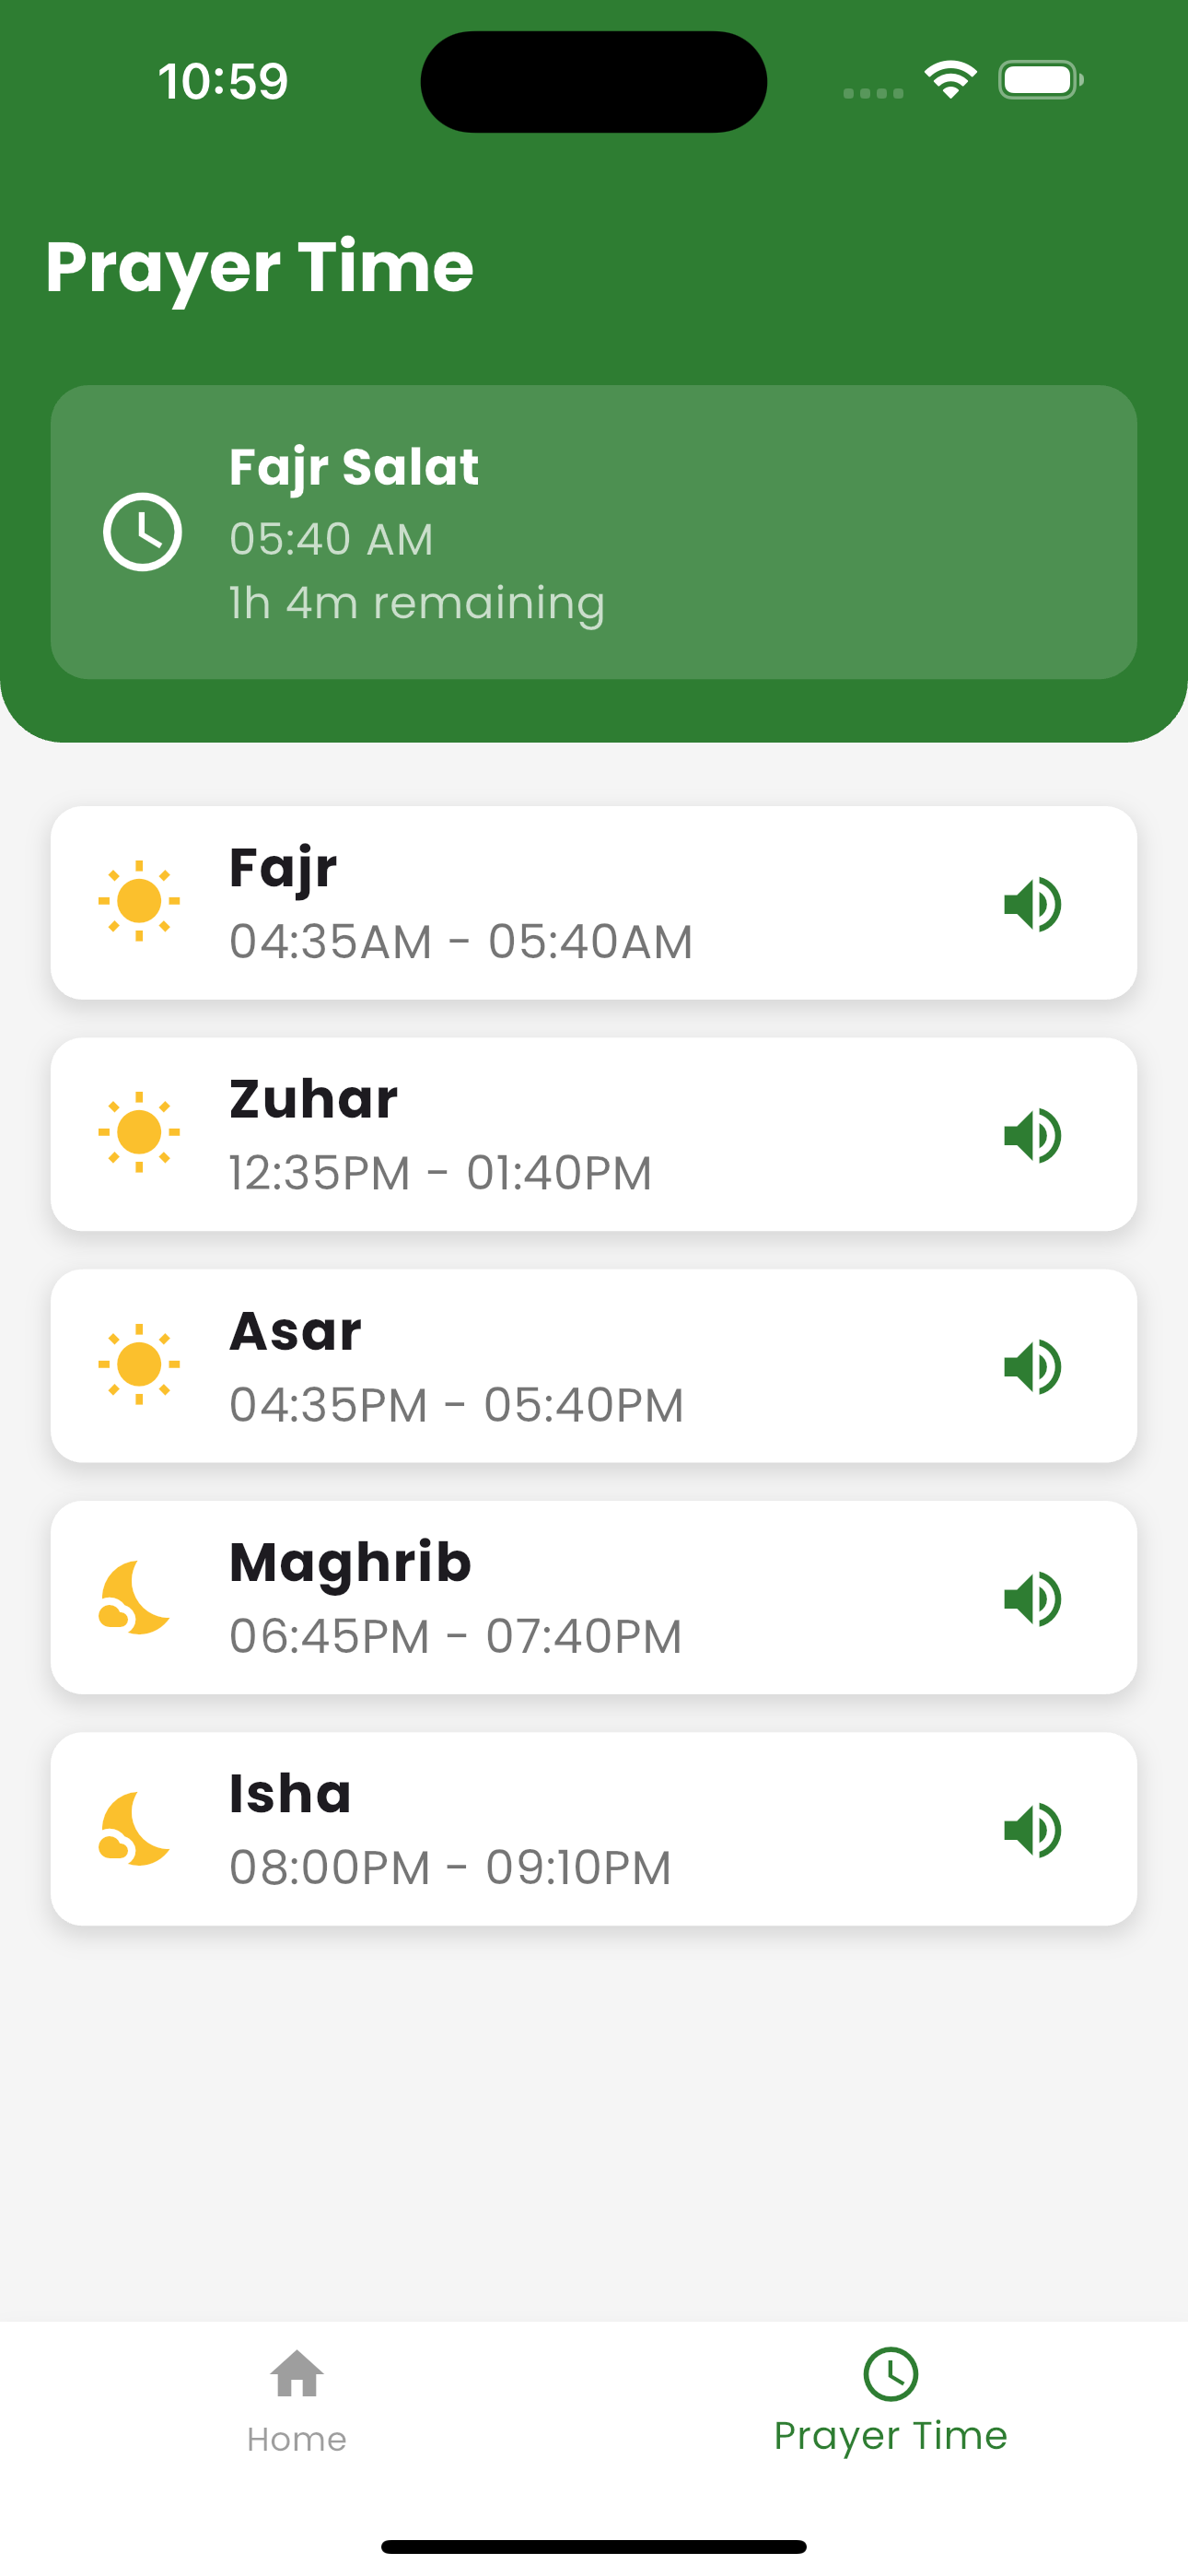 10:59
Prayer Time
Fajr Salat
05:40 AM
1h 4m remaining
Fajr
04:35AM - 05:40AM
Zuhar
12:35PM - 01:40PM
Asar
04:35PM - 05:40PM
Maghrib
06:45PM - 07:40PM
Isha
08:00PM - 09:10PM
Home
Prayer Time